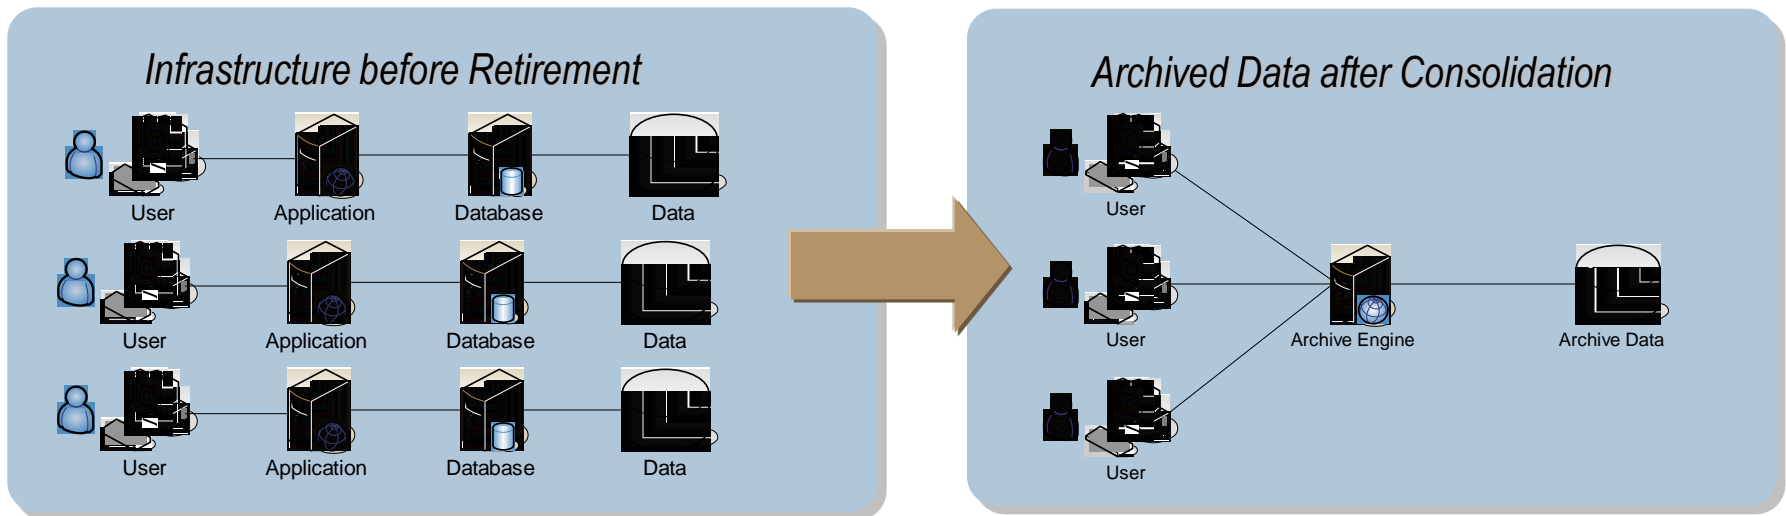 Infrastructure before Retirement
User Application Database Data
User Application Database Data
User Application Database Data
Archived Data after Consolidation
User
User Archive Engine Archive Data
User